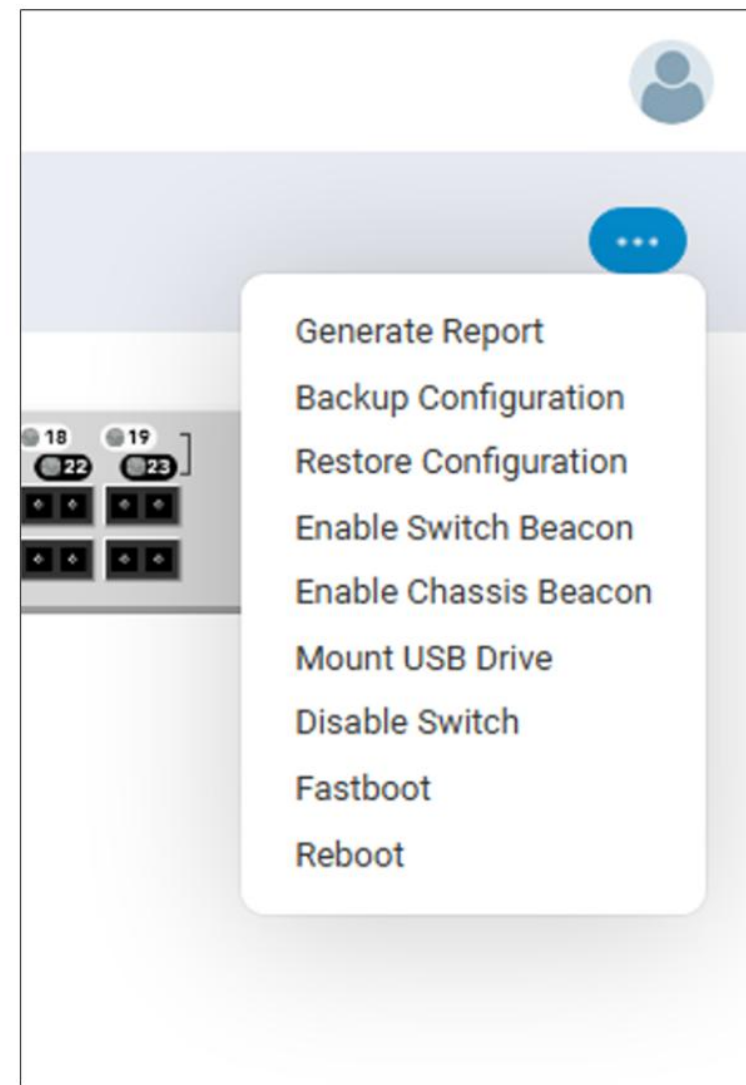 18 19
22 23
Generate Report
Backup Configuration
Restore Configuration
Enable Switch Beacon
Enable Chassis Beacon
Mount USB Drive
Disable Switch
Fastboot
Reboot